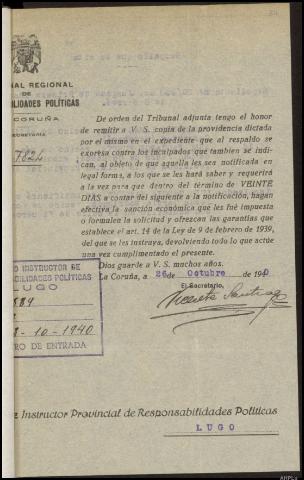 NAL REGIONAL
DE
ILIDADES POLÍTICAS
CORUÑA
SECRETARÍA
De orden del Tribunal adjunta tengo el honor
de remitir a V. S. copia de la providencia dictada
por el mismo en el expediente que al respaldo se
expresa contra los inculpados que tambien se indi-
can, al objeto de que aquella les sea notificada en
legal forma, a los que se les hará saber y requerirá
a la vez para que dentro del término de VEINTE
DIAS a contar del siguiente a la notificación, hagan
efectiva la sanción económica que les fué impuesta
o formulen la solicitud y ofrezcan las garantías que
establece el art. 14 de la Ley de 9 de febrero de 1939,
del que se les instruya, devolviendo todo lo que actúe
una vez cumplimentado el presente.
Dios guarde a V. S. muchos años.
La Coruña, a 26 de Octubre de 1940
El Secretario,
Vicente Santiago
O INSTRUCTOR DE
ILIDADES POLÍTICAS
LUGO
-10-1940
RO DE ENTRADA
z Instructor Provincial de Responsabilidades Políticas
LUGO
AHPLu